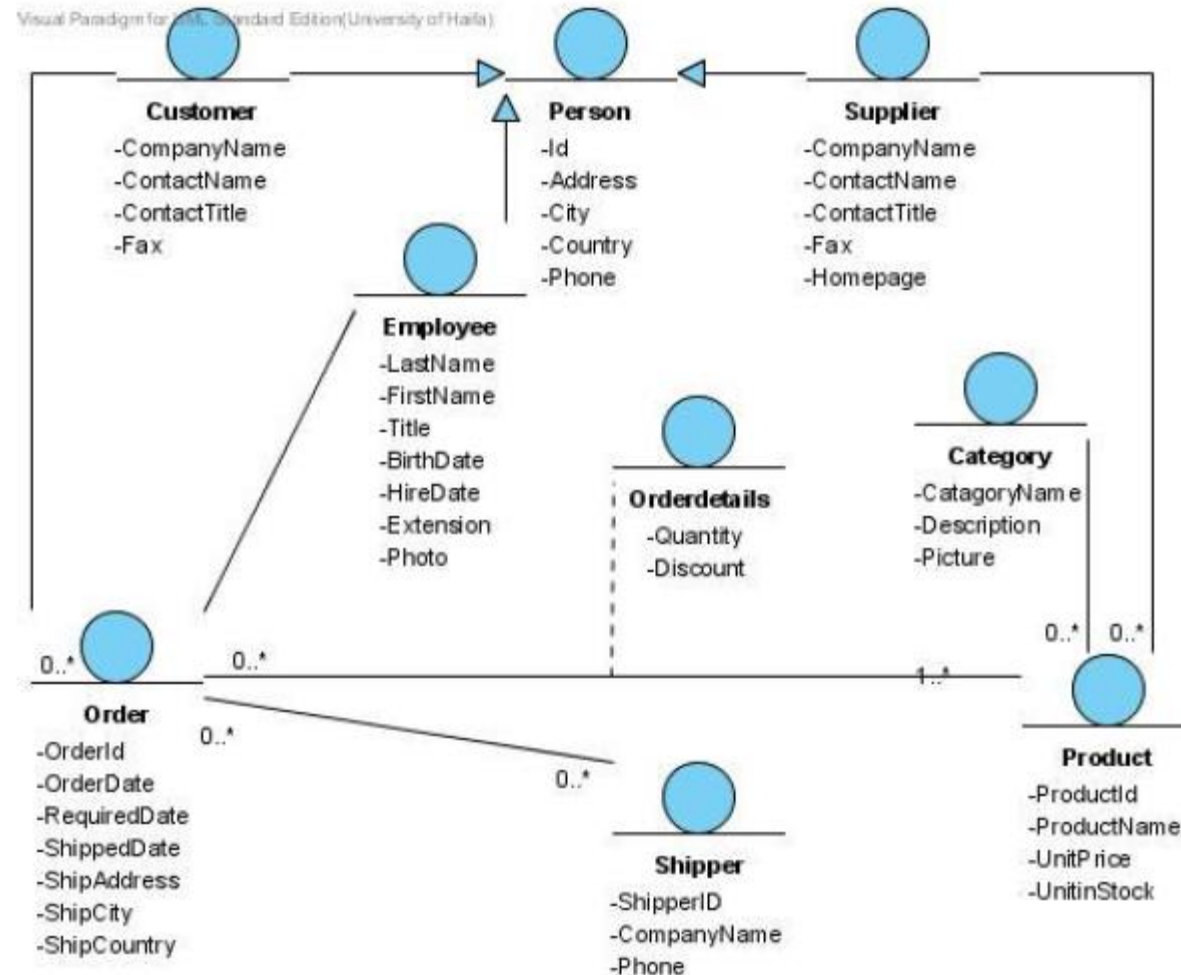 Visual Paradigm for UML Standard Edition(University of Haifa)
Customer
-CompanyName
-ContactName
-ContactTitle
-Fax
Person
-Id
-Address
-City
-Country
-Phone
Supplier
-CompanyName
-ContactName
-ContactTitle
-Fax
-Homepage
Employee
-LastName
-FirstName
-Title
-BirthDate
-HireDate
-Extension
-Photo
Orderdetails
-Quantity
-Discount
Category
-CatagoryName
-Description
-Picture
0..*
0..*
0..*
0..*
1..*
Order
-OrderId
-OrderDate
-RequiredDate
-ShippedDate
-ShipAddress
-ShipCity
-ShipCountry
0..*
0..*
Shipper
-ShipperID
-CompanyName
-Phone
Product
-ProductId
-ProductName
-UnitPrice
-UnitinStock